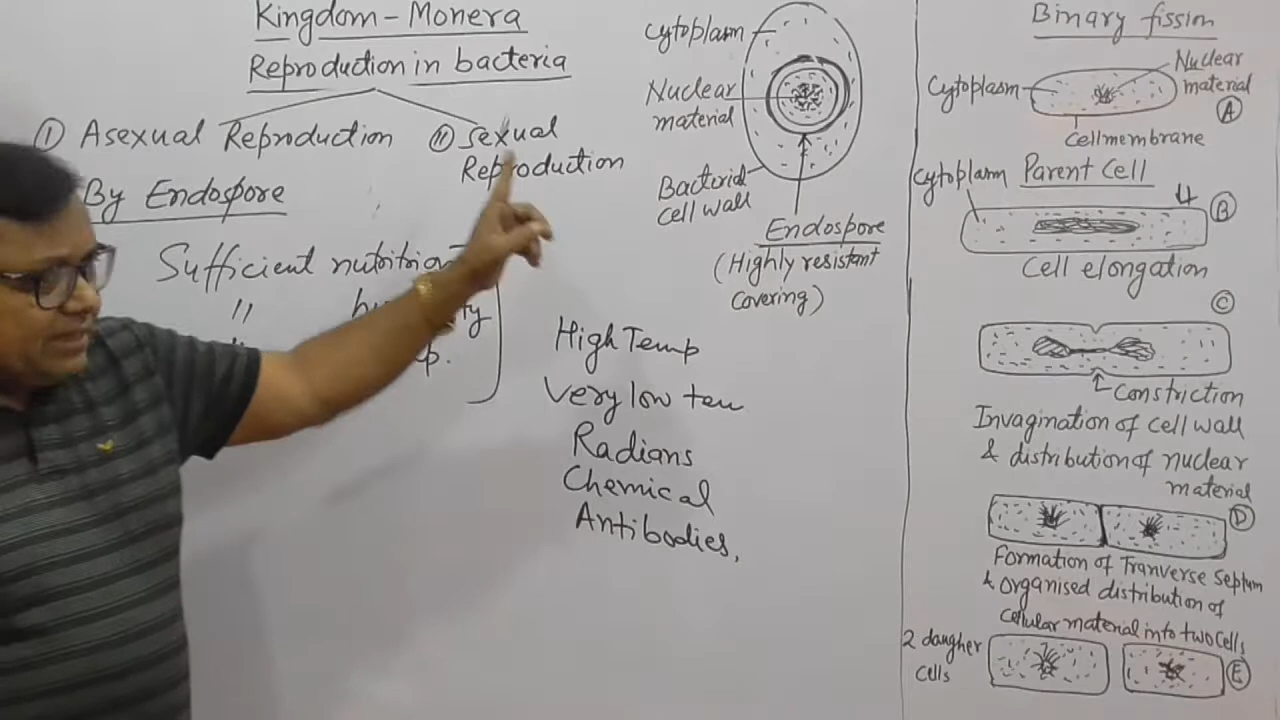 Kingdom - Monera
Reproduction in bacteria
I Asexual Reproduction
II Sexual
Reproduction
By Endospore
Sufficient nutrition
"
High Temp
Very low tem
Radians
Chemical
Antibodies,
Cytoplasm
Nuclear
material
Bacterial
cell wall
Endospore
(Highly resistant
covering)
Binary fission
Nuclear
material
Cytoplasm
A
Cellmembrane
Parent Cell
Cytoplasm
B
Cell elongation
C
Constriction
Invagination of cell wall
& distribution of nuclear
material
D
Formation of Tranverse Septum
& Organised distribution of
cellular material into two cells
2 daugher
cells
E